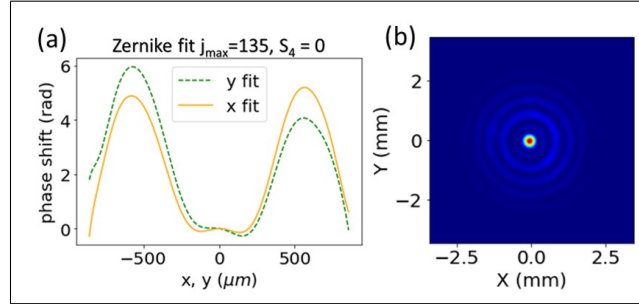 (a)
Zernike fit j_max=135, S_4 = 0
y fit
x fit
phase shift (rad)
6
4
2
0
−500
0
500
x, y (μm)
(b)
Y (mm)
2
0
−2
−2.5
0.0
2.5
X (mm)